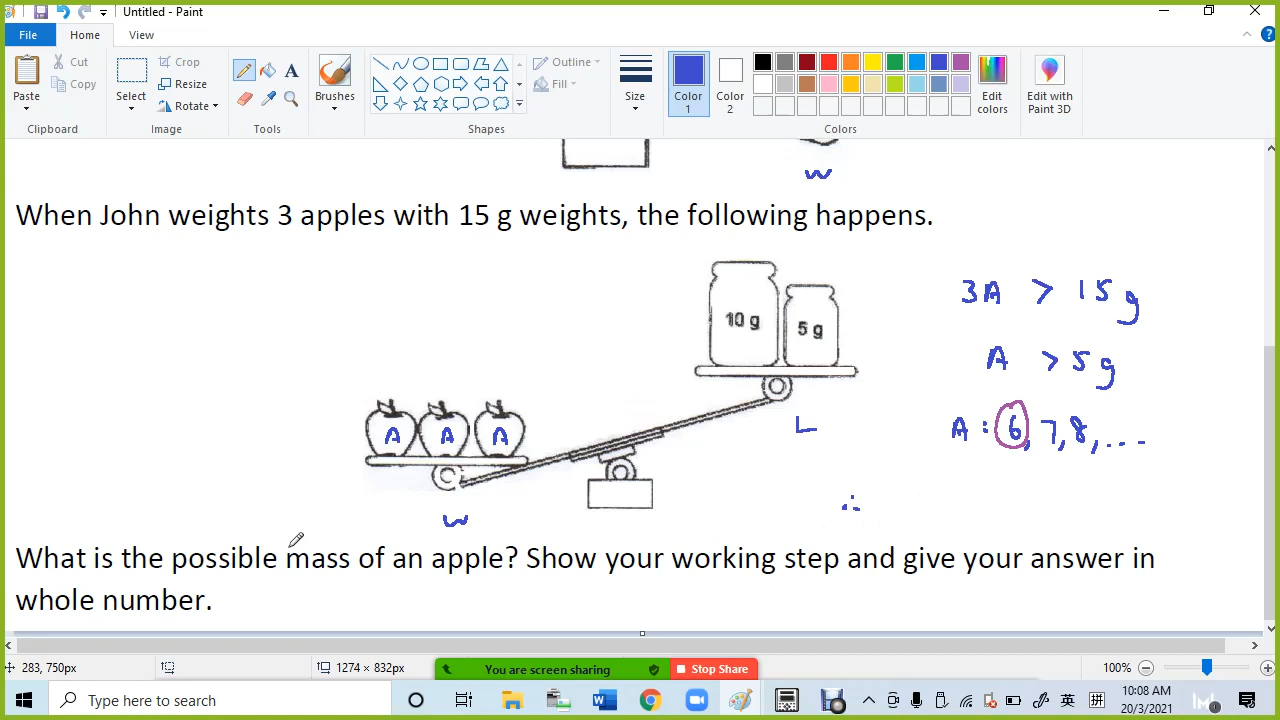 Untitled - Paint
File Home View
Paste Cut Copy Select Crop Resize Rotate Brushes Size Outline Fill Color 1 Color 2 Edit colors Edit with Paint 3D
Clipboard Image Tools Shapes Colors
W
When John weights 3 apples with 15 g weights, the following happens.
10 g 5 g
3A > 15g
A > 5g
A A A
L
A : 6, 7, 8, ....
W
∴
What is the possible mass of an apple? Show your working step and give your answer in
whole number.
283, 750px 1274 × 832px You are screen sharing Stop Share 100%
Type here to search
英 拼
10:08 AM
20/3/2021